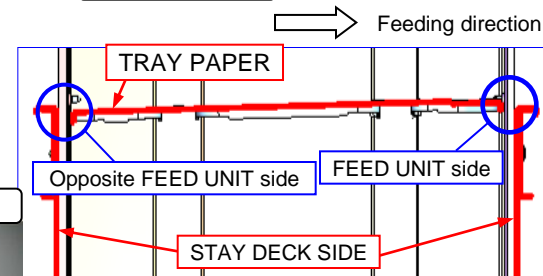 Feeding direction
TRAY PAPER
Opposite FEED UNIT side
FEED UNIT side
STAY DECK SIDE